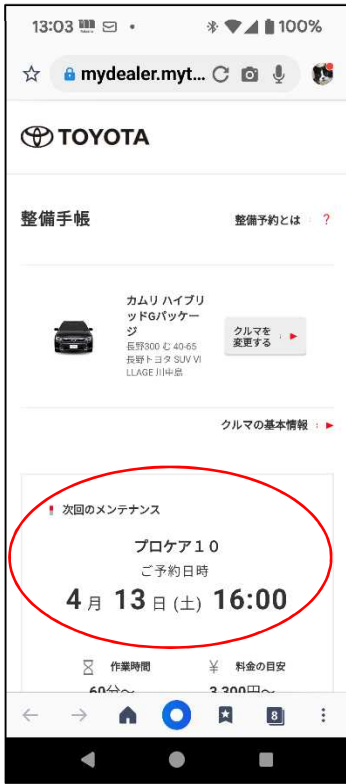 13:03
100%
mydealer.myt...
TOYOTA
整備手帳
整備予約とは ?
カムリ ハイブリ
ッドGパッケー
ジ
長野300 む 40-65
長野トヨタ SUV VI
LLAGE 川中島
クルマを
変更する
クルマの基本情報
次回のメンテナンス
プロケア10
ご予約日時
4月 13日(土) 16:00
作業時間
¥ 料金の目安
60分~
3,300円~
8